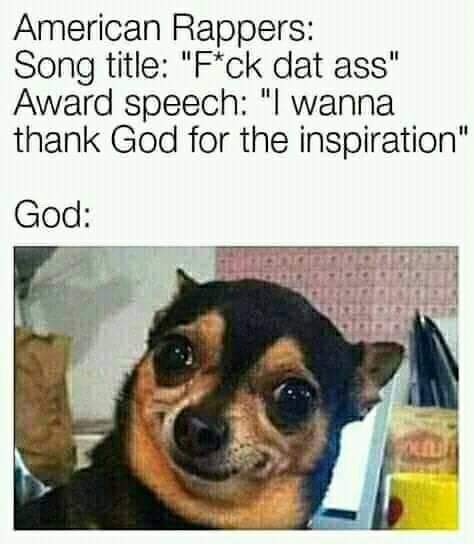 American Rappers:
Song title: "F*ck dat ass"
Award speech: "I wanna
thank God for the inspiration"
God: